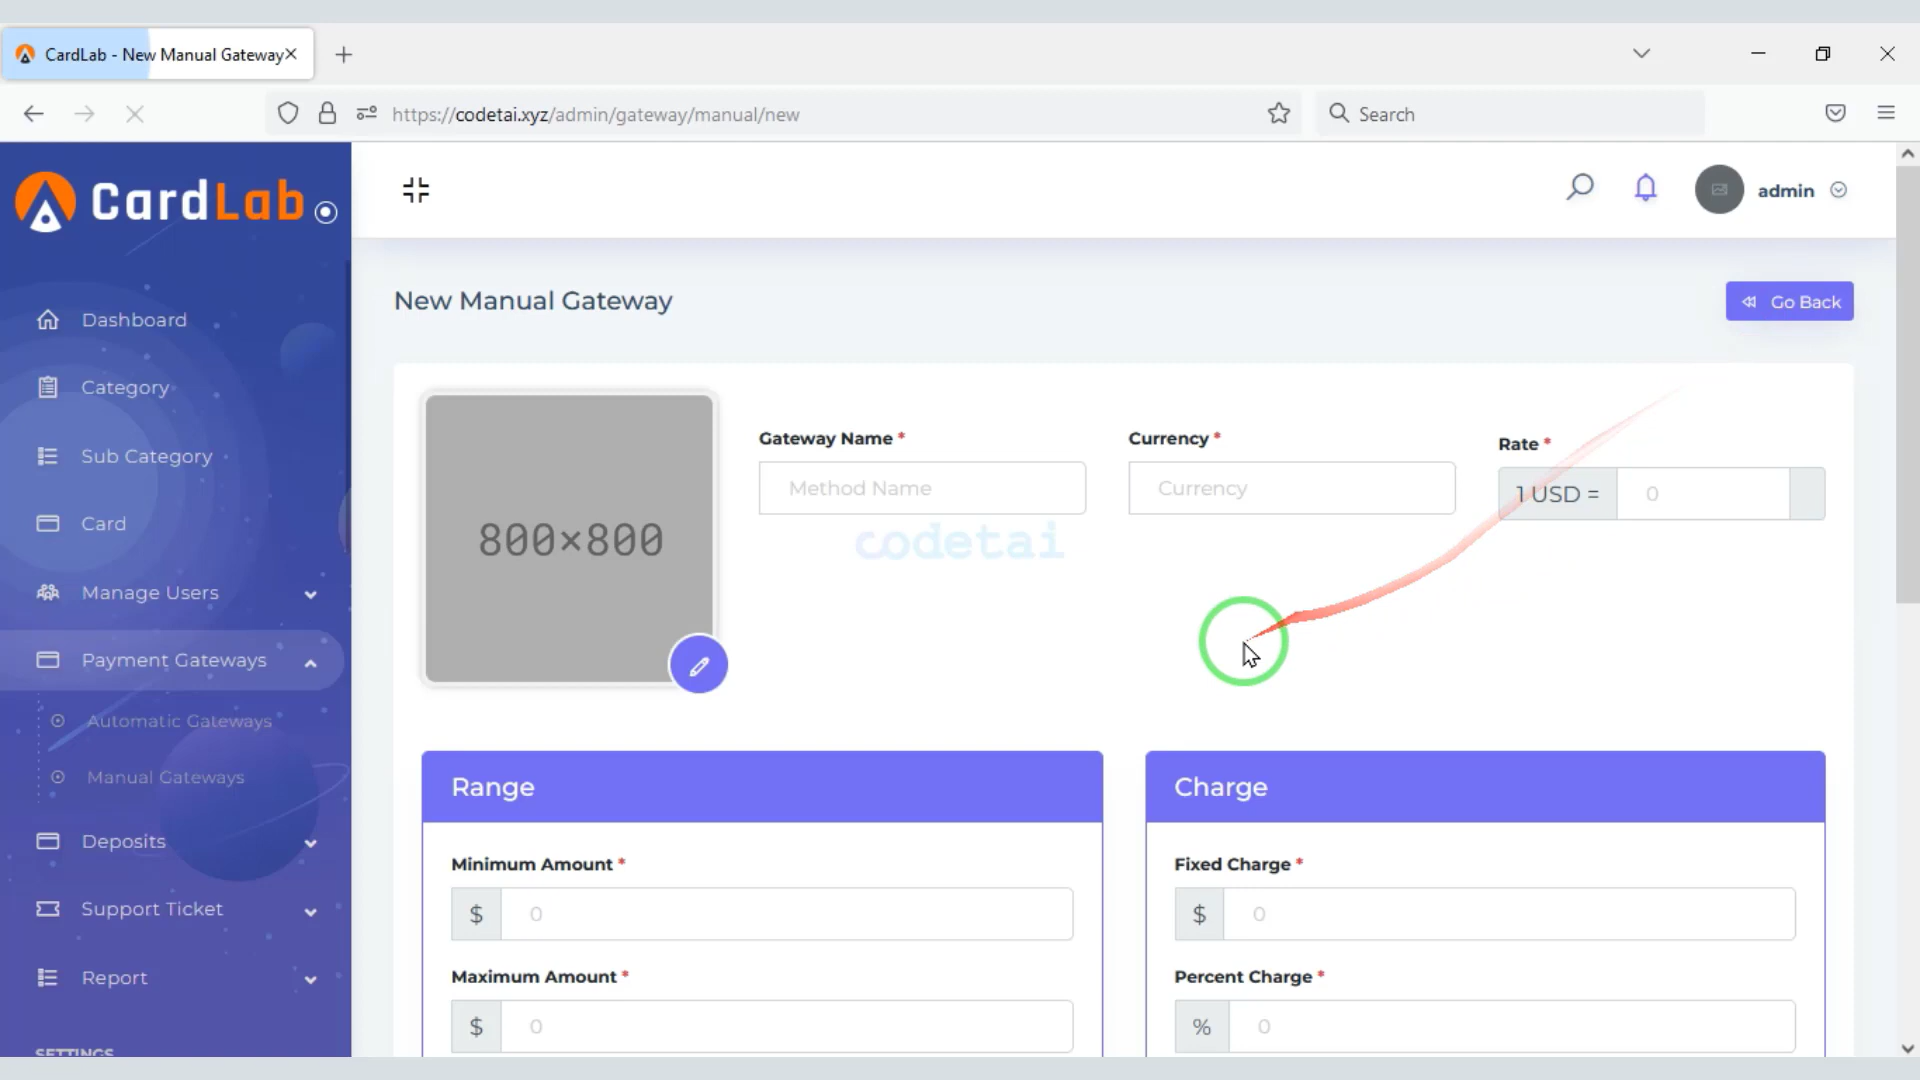 CardLab - New Manual Gateway
https://codetai.xyz/admin/gateway/manual/new
Search
CardLab
admin
New Manual Gateway
Go Back
Dashboard
Category
Sub Category
Card
Manage Users
Payment Gateways
Automatic Gateways
Manual Gateways
Deposits
Support Ticket
Report
SETTINGS
800×800
Gateway Name *
Method Name
Currency *
Currency
Rate *
1 USD =
0
codetai
Range
Minimum Amount *
$
0
Maximum Amount *
$
0
Charge
Fixed Charge *
$
0
Percent Charge *
%
0